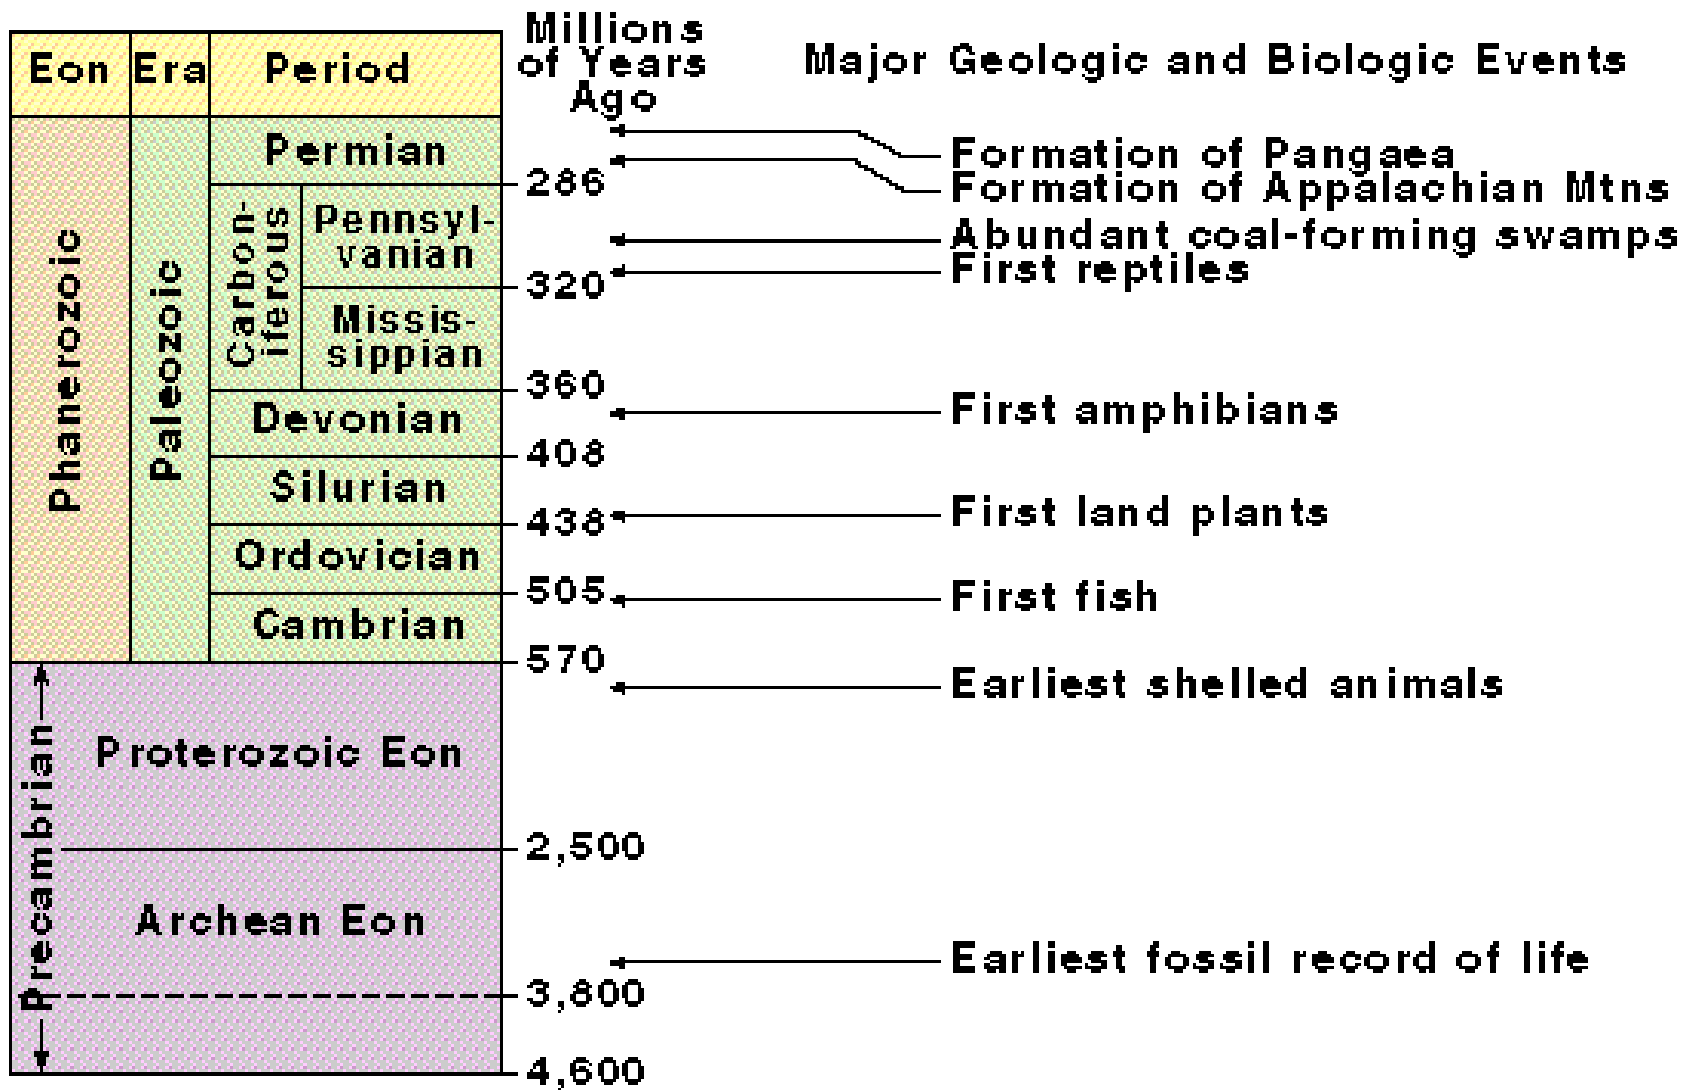 Eon Era Period
Millions
of Years
Ago
Major Geologic and Biologic Events
Phanerozoic
Paleozoic
Permian
Formation of Pangaea
Formation of Appalachian Mtns
286
Carbon-
iferous
Pennsyl-
vanian
Abundant coal-forming swamps
First reptiles
320
Missis-
sippian
360
Devonian
First amphibians
408
Silurian
First land plants
438
Ordovician
505
First fish
Cambrian
570
Earliest shelled animals
Precambrian
Proterozoic Eon
2,500
Archean Eon
Earliest fossil record of life
3,800
4,600